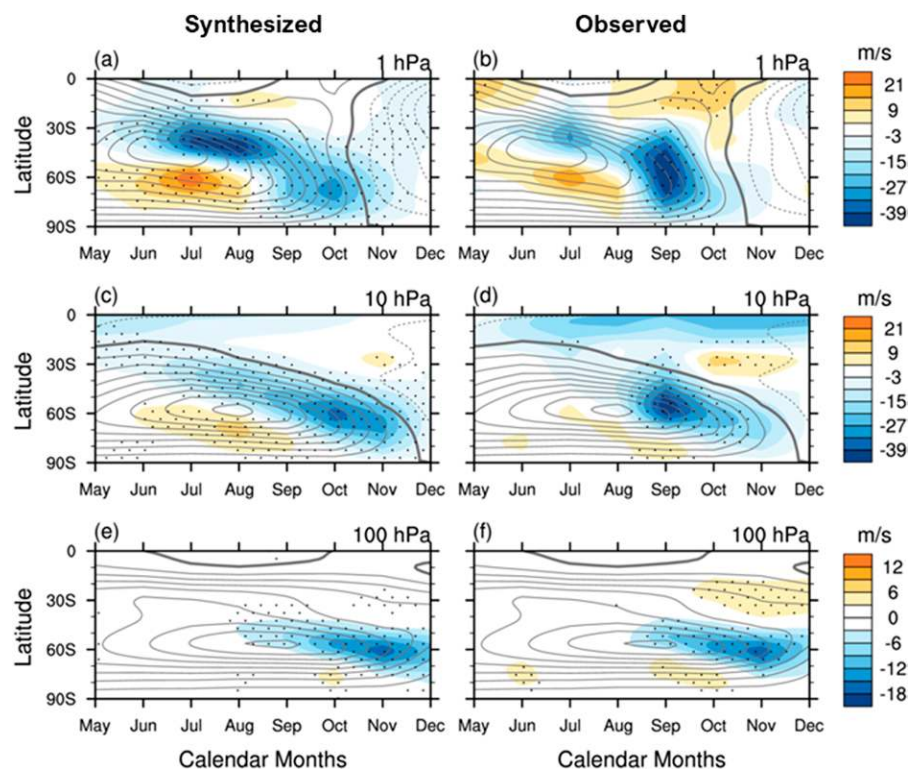 Synthesized Observed
(a) 1 hPa (b) 1 hPa m/s
0 30S 60S 90S
Latitude
21 9 -3 -15 -27 -39
May Jun Jul Aug Sep Oct Nov Dec May Jun Jul Aug Sep Oct Nov Dec
(c) 10 hPa (d) 10 hPa m/s
0 30S 60S 90S
Latitude
21 9 -3 -15 -27 -39
May Jun Jul Aug Sep Oct Nov Dec May Jun Jul Aug Sep Oct Nov Dec
(e) 100 hPa (f) 100 hPa m/s
0 30S 60S 90S
Latitude
12 6 0 -6 -12 -18
May Jun Jul Aug Sep Oct Nov Dec May Jun Jul Aug Sep Oct Nov Dec
Calendar Months Calendar Months